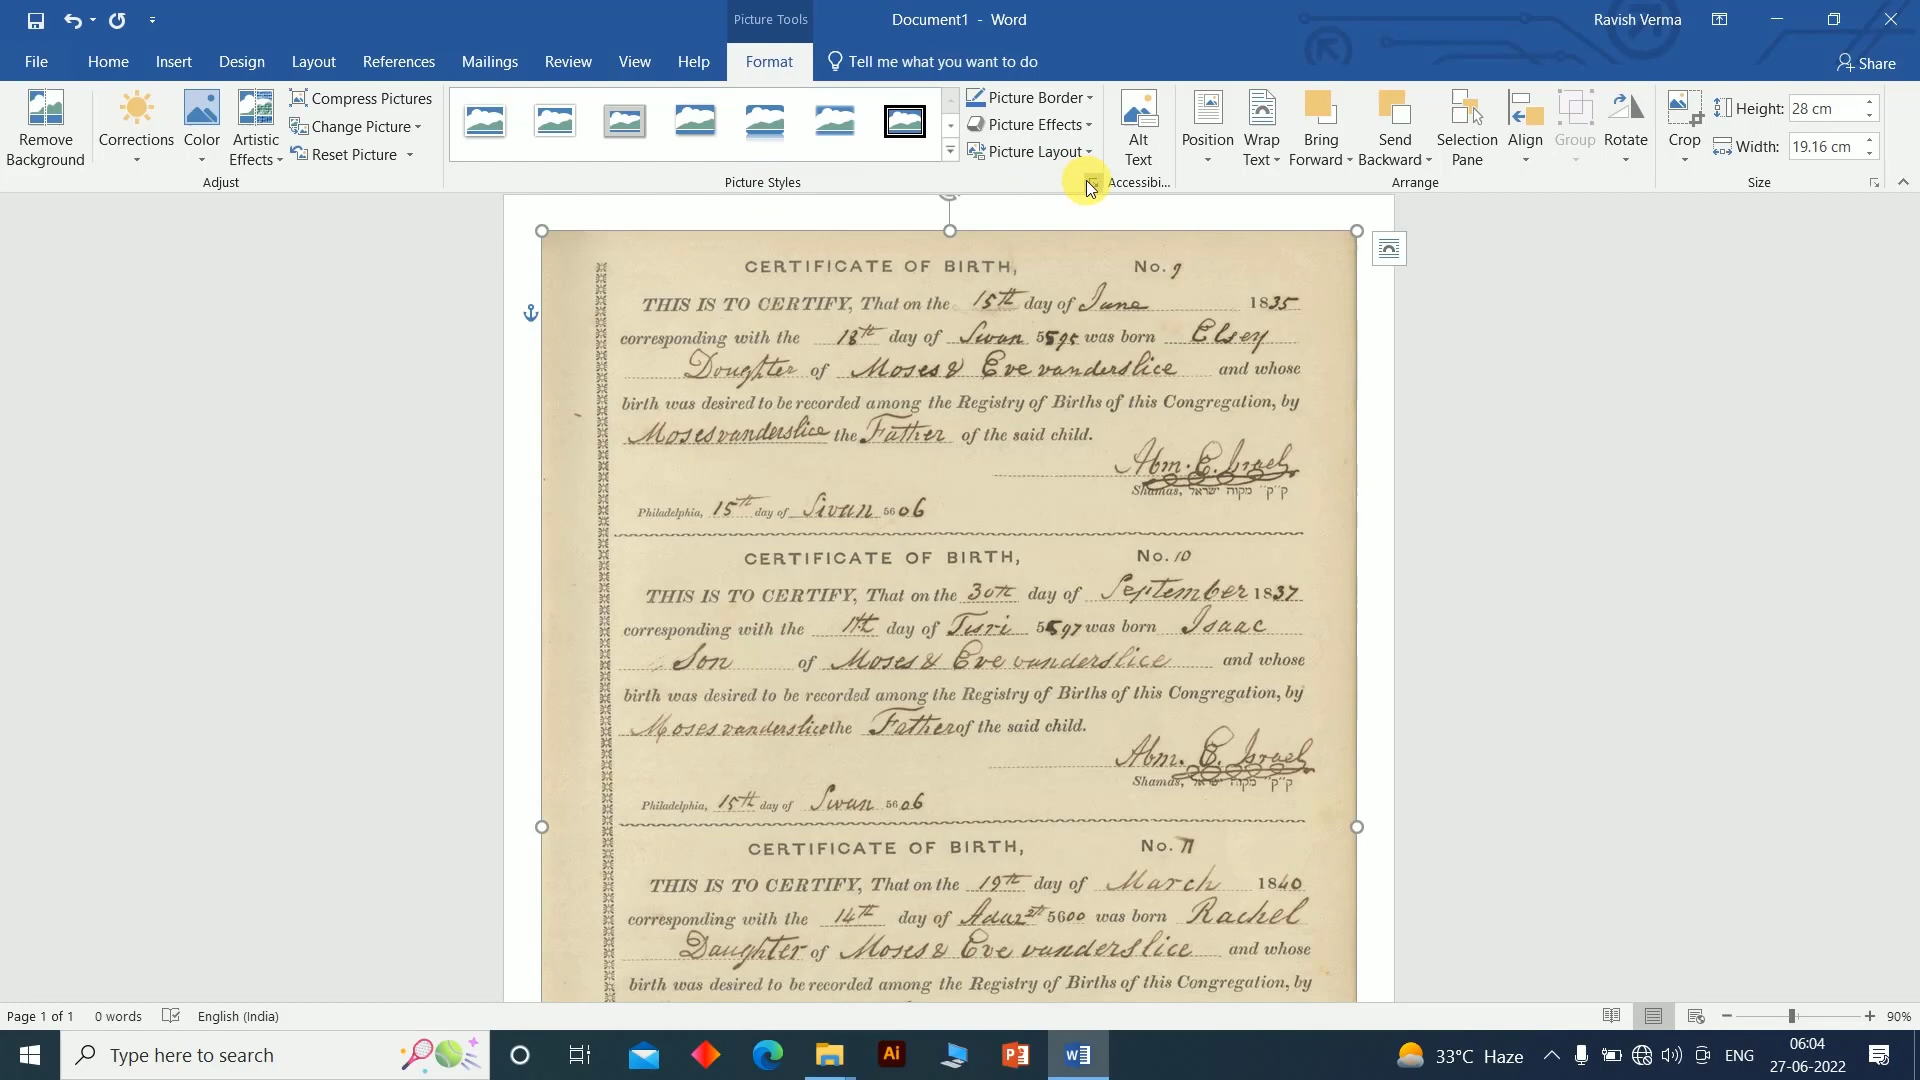 Picture Tools
Document1 - Word
Ravish Verma
File Home Insert Design Layout References Mailings Review View Help Format Tell me what you want to do
Share
Remove Background
Corrections
Color
Artistic Effects
Compress Pictures
Change Picture
Reset Picture
Adjust
Picture Styles
Picture Border
Picture Effects
Picture Layout
Alt Text
Accessibi...
Position
Wrap Text
Bring Forward
Send Backward
Selection Pane
Align
Group
Rotate
Arrange
Crop
Height: 28 cm
Width: 19.16 cm
Size
CERTIFICATE OF BIRTH, No. 9
THIS IS TO CERTIFY, That on the 15th day of June 1835
corresponding with the 18th day of Sivan 5595 was born Elsey
Doughter of Moses & Eve vanderslice and whose
birth was desired to be recorded among the Registry of Births of this Congregation, by
Moses vanderslice the Father of the said child.
Abm. E. Israel
Shamas, ק״ק מקוה ישראל
Philadelphia, 15th day of Sivan 5606
CERTIFICATE OF BIRTH, No. 10
THIS IS TO CERTIFY, That on the 30th day of September 1837
corresponding with the day of Tisri 5597 was born Isaac
Son of Moses & Eve vanderslice and whose
birth was desired to be recorded among the Registry of Births of this Congregation, by
Moses vanderslice the Father of the said child.
Abm. E. Israel
Shamas, ק״ק מקוה ישראל
Philadelphia, 15th day of Sivan 5606
CERTIFICATE OF BIRTH, No. 11
THIS IS TO CERTIFY, That on the 19th day of March 1840
corresponding with the 14th day of Adar 2th 5600 was born Rachel
Daughter of Moses & Eve vanderslice and whose
birth was desired to be recorded among the Registry of Births of this Congregation, by
Page 1 of 1 0 words English (India)
90%
Type here to search
Ai
33°C Haze
ENG
06:04
27-06-2022